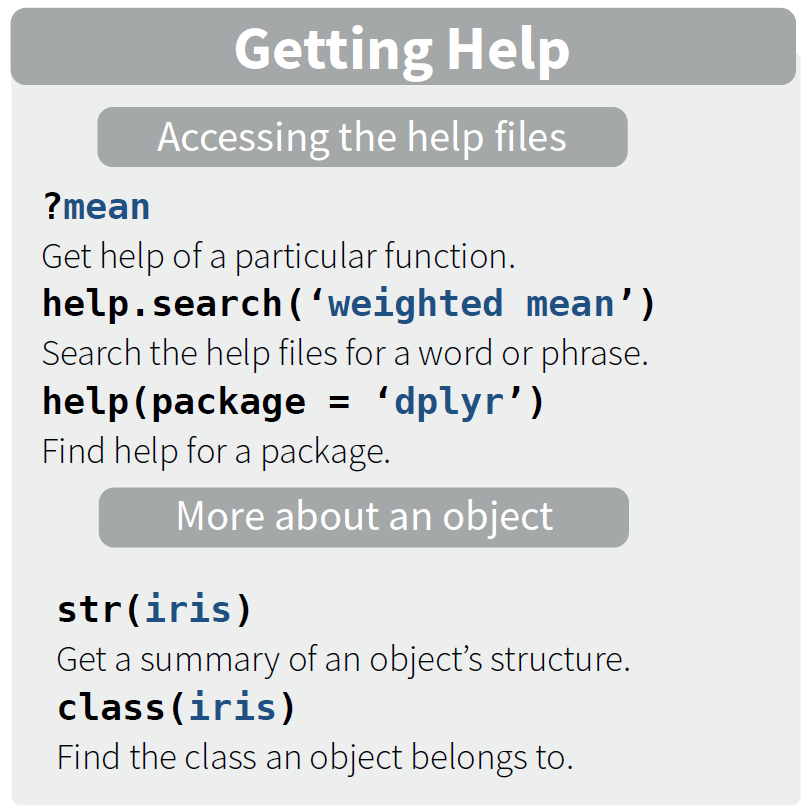 Getting Help
Accessing the help files
?mean
Get help of a particular function.
help.search(‘weighted mean’)
Search the help files for a word or phrase.
help(package = ‘dplyr’)
Find help for a package.
More about an object
str(iris)
Get a summary of an object’s structure.
class(iris)
Find the class an object belongs to.